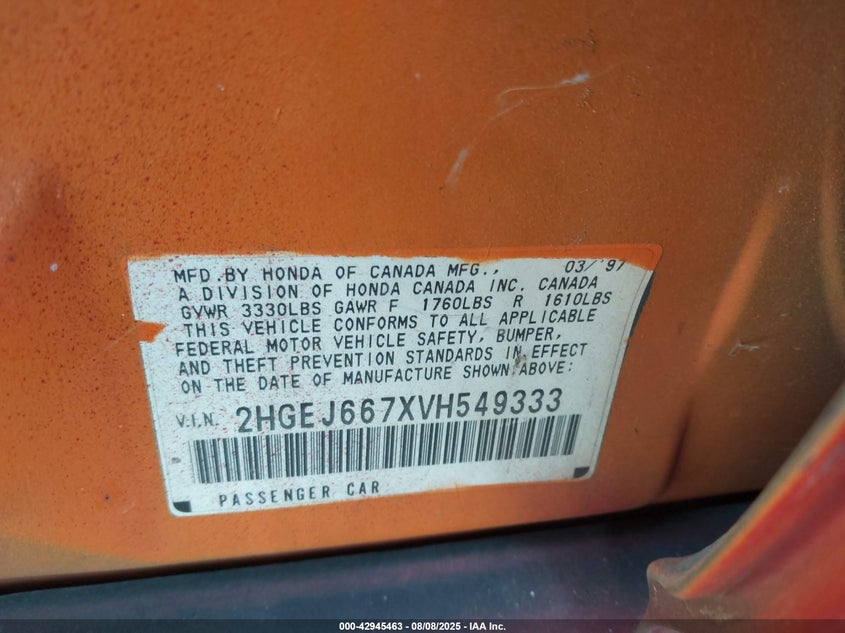 MFD. BY HONDA OF CANADA MFG., 03/'97
A DIVISION OF HONDA CANADA INC. CANADA
GVWR 3330LBS GAWR F 1760LBS R 1610LBS
THIS VEHICLE CONFORMS TO ALL APPLICABLE
FEDERAL MOTOR VEHICLE SAFETY, BUMPER,
AND THEFT PREVENTION STANDARDS IN EFFECT
ON THE DATE OF MANUFACTURE SHOWN ABOVE:
V.I.N. 2HGEJ667XVH549333
PASSENGER CAR
000-42945463 - 08/08/2025 - IAA Inc.